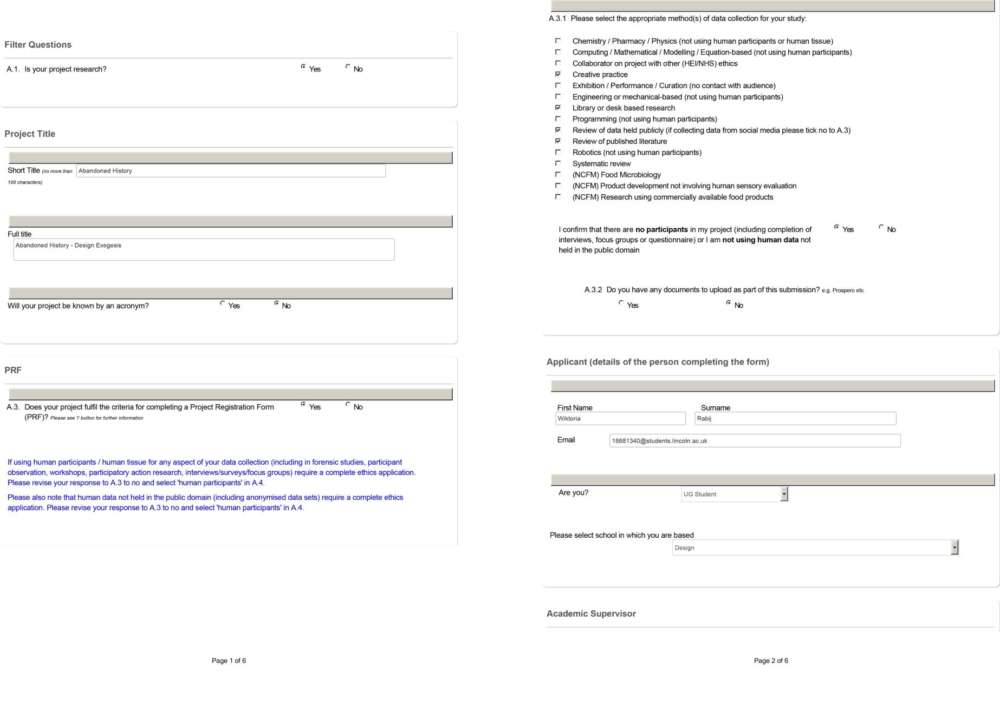 Filter Questions
A.1. Is your project research? Yes No
Project Title
Short Title (no more than 100 characters) Abandoned History
Full title
Abandoned History - Design Exegesis
Will your project be known by an acronym? Yes No
PRF
A.3. Does your project fulfil the criteria for completing a Project Registration Form Yes No
(PRF)? Please see 'i' button for further information
If using human participants / human tissue for any aspect of your data collection (including in forensic studies, participant
observation, workshops, participatory action research, interviews/surveys/focus groups) require a complete ethics application.
Please revise your response to A.3 to no and select 'human participants' in A.4.
Please also note that human data not held in the public domain (including anonymised data sets) require a complete ethics
application. Please revise your response to A.3 to no and select 'human participants' in A.4.
Page 1 of 6
A.3.1 Please select the appropriate method(s) of data collection for your study:
Chemistry / Pharmacy / Physics (not using human participants or human tissue)
Computing / Mathematical / Modelling / Equation-based (not using human participants)
Collaborator on project with other (HEI/NHS) ethics
Creative practice
Exhibition / Performance / Curation (no contact with audience)
Engineering or mechanical-based (not using human participants)
Library or desk based research
Programming (not using human participants)
Review of data held publicly (if collecting data from social media please tick no to A.3)
Review of published literature
Robotics (not using human participants)
Systematic review
(NCFM) Food Microbiology
(NCFM) Product development not involving human sensory evaluation
(NCFM) Research using commercially available food products
I confirm that there are no participants in my project (including completion of Yes No
interviews, focus groups or questionnaire) or I am not using human data not
held in the public domain
A.3.2 Do you have any documents to upload as part of this submission? e.g. Prospero etc
Yes No
Applicant (details of the person completing the form)
First Name Surname
Wiktoria Rabij
Email 18681340@students.lincoln.ac.uk
Are you? UG Student
Please select school in which you are based
Design
Academic Supervisor
Page 2 of 6